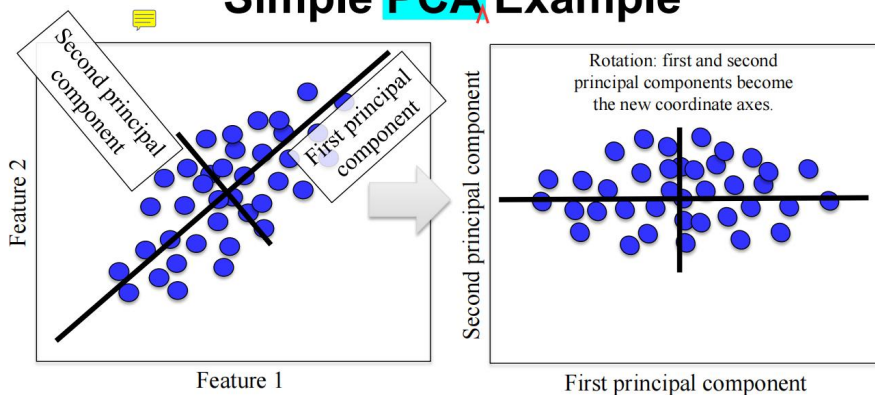 Simple PCA Example
Second principal
component
First principal
component
Feature 2
Feature 1
Rotation: first and second
principal components become
the new coordinate axes.
Second principal component
First principal component